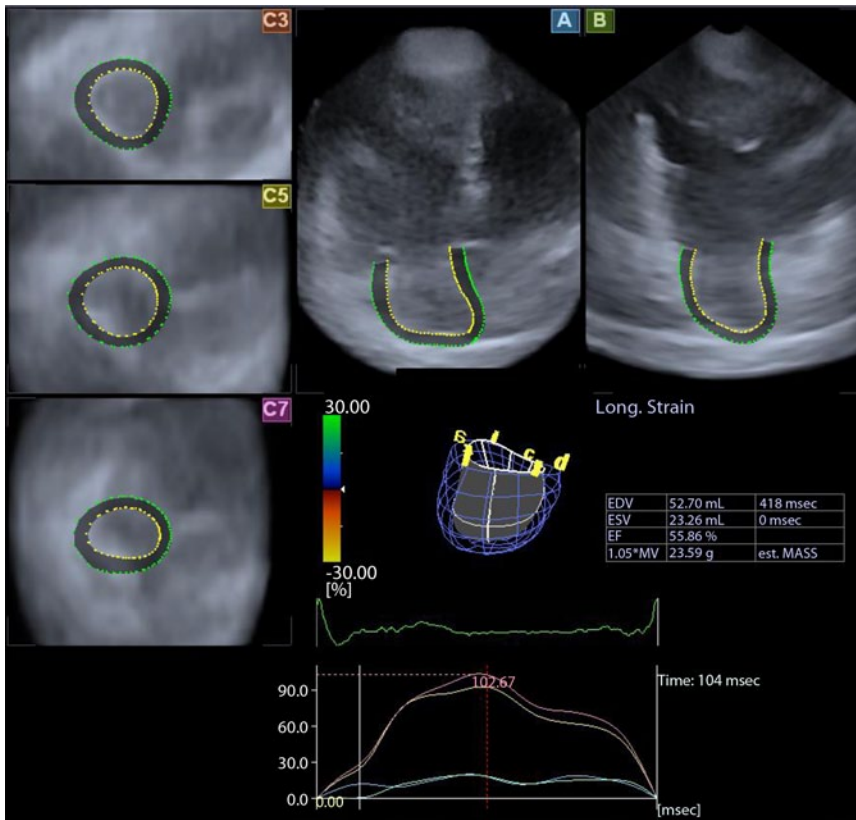 C3
A
B
C5
C7
30.00
-30.00
[%]
Long. Strain
EDV 52.70 mL 418 msec
ESV 23.26 mL 0 msec
EF 55.86 %
1.05*MV 23.59 g est. MASS
102.67
Time: 104 msec
90.0
60.0
30.0
0.0
0.00
[msec]